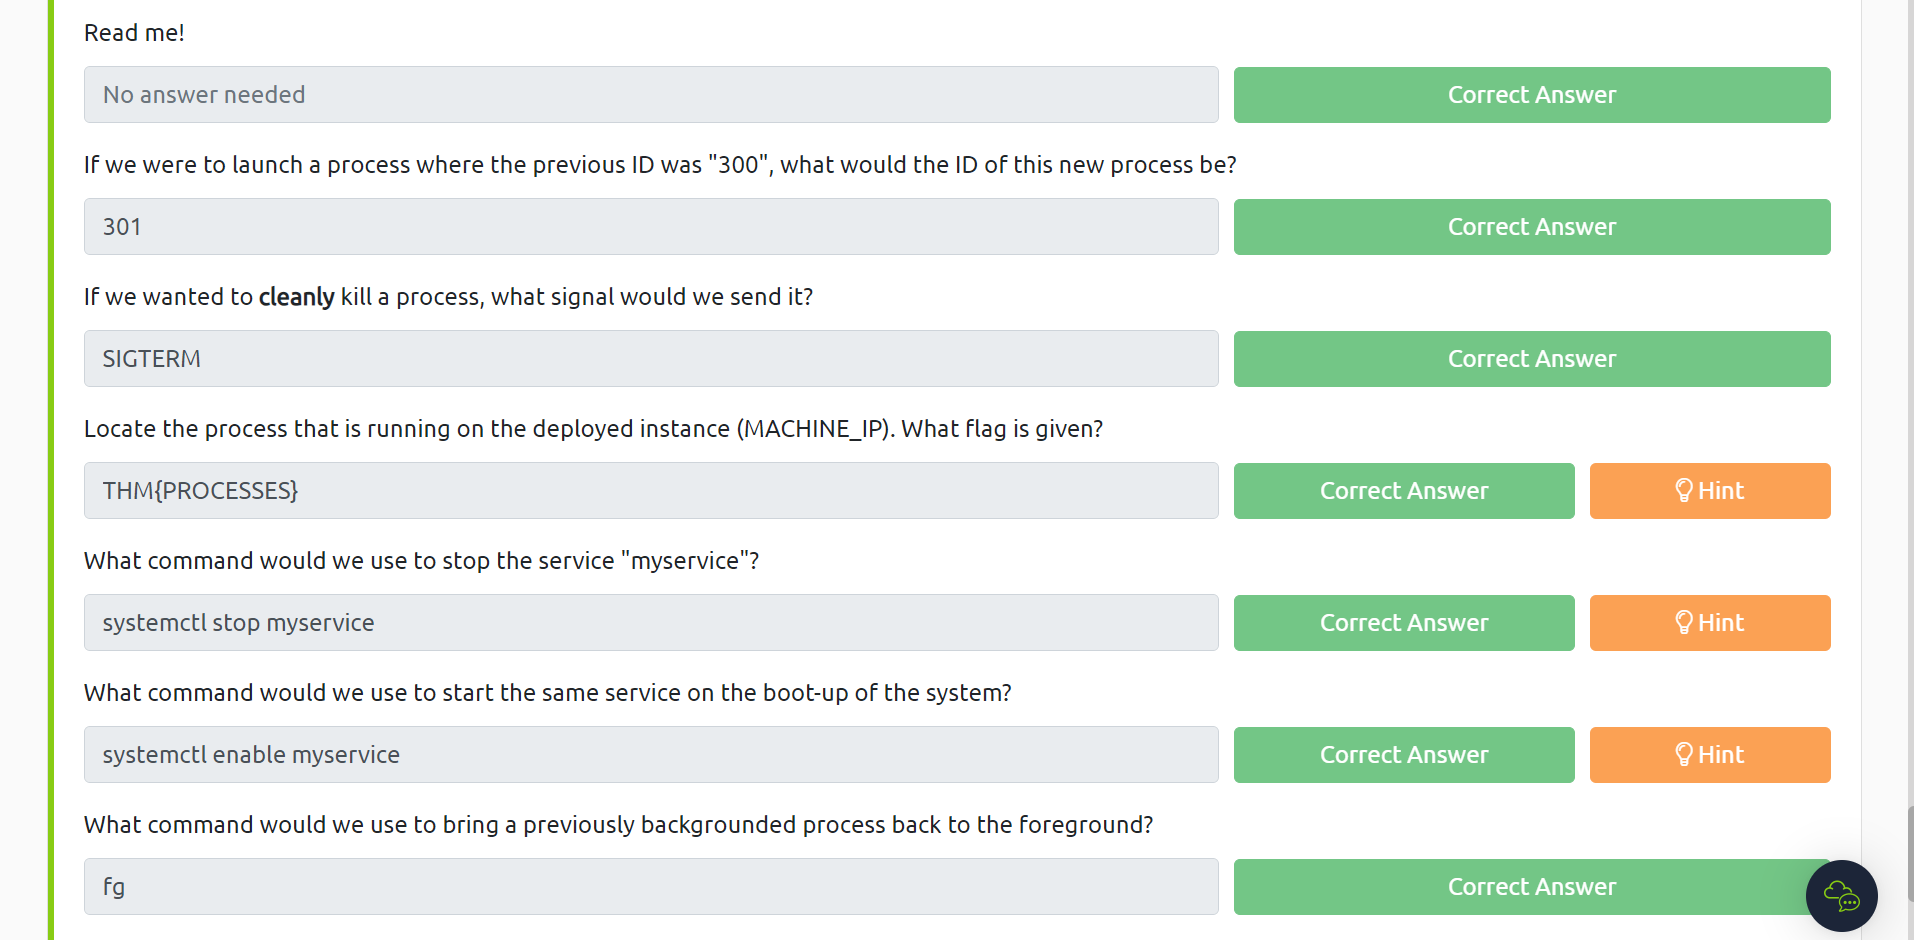 Read me!
No answer needed
Correct Answer
If we were to launch a process where the previous ID was "300", what would the ID of this new process be?
301
Correct Answer
If we wanted to cleanly kill a process, what signal would we send it?
SIGTERM
Correct Answer
Locate the process that is running on the deployed instance (MACHINE_IP). What flag is given?
THM{PROCESSES}
Correct Answer
Hint
What command would we use to stop the service "myservice"?
systemctl stop myservice
Correct Answer
Hint
What command would we use to start the same service on the boot-up of the system?
systemctl enable myservice
Correct Answer
Hint
What command would we use to bring a previously backgrounded process back to the foreground?
fg
Correct Answer